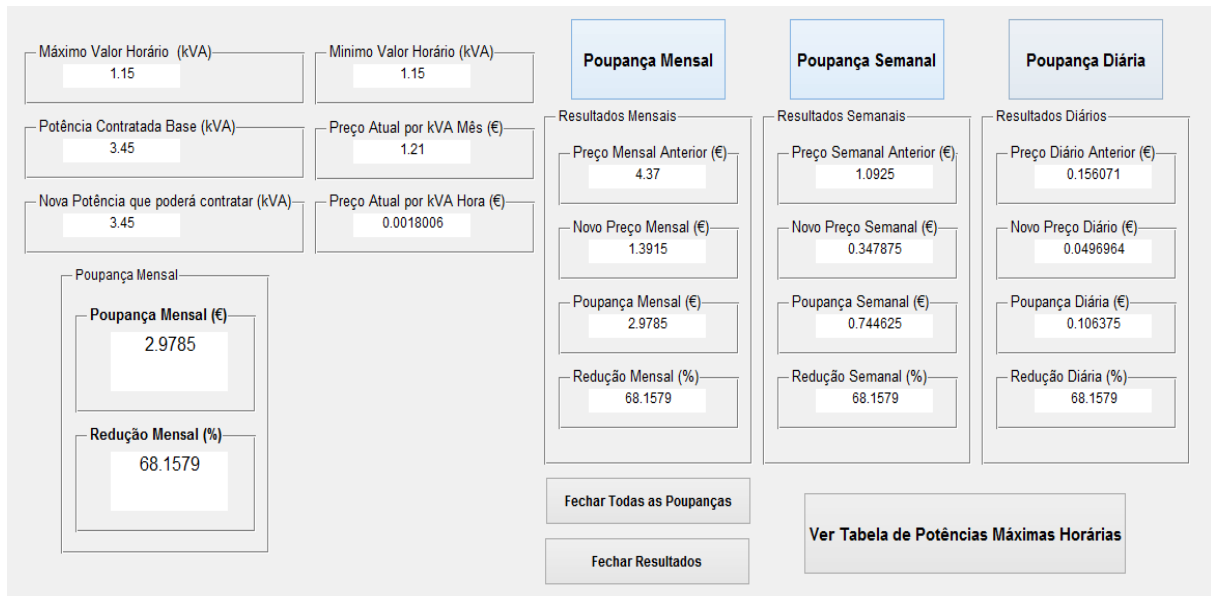 Máximo Valor Horário (kVA)
1.15
Minimo Valor Horário (kVA)
1.15
Potência Contratada Base (kVA)
3.45
Preço Atual por kVA Mês (€)
1.21
Nova Potência que poderá contratar (kVA)
3.45
Preço Atual por kVA Hora (€)
0.0018006
Poupança Mensal
Poupança Mensal (€)
2.9785
Redução Mensal (%)
68.1579
Poupança Mensal
Resultados Mensais
Preço Mensal Anterior (€)
4.37
Novo Preço Mensal (€)
1.3915
Poupança Mensal (€)
2.9785
Redução Mensal (%)
68.1579
Poupança Semanal
Resultados Semanais
Preço Semanal Anterior (€)
1.0925
Novo Preço Semanal (€)
0.347875
Poupança Semanal (€)
0.744625
Redução Semanal (%)
68.1579
Poupança Diária
Resultados Diários
Preço Diário Anterior (€)
0.156071
Novo Preço Diário (€)
0.0496964
Poupança Diária (€)
0.106375
Redução Diária (%)
68.1579
Fechar Todas as Poupanças
Fechar Resultados
Ver Tabela de Potências Máximas Horárias